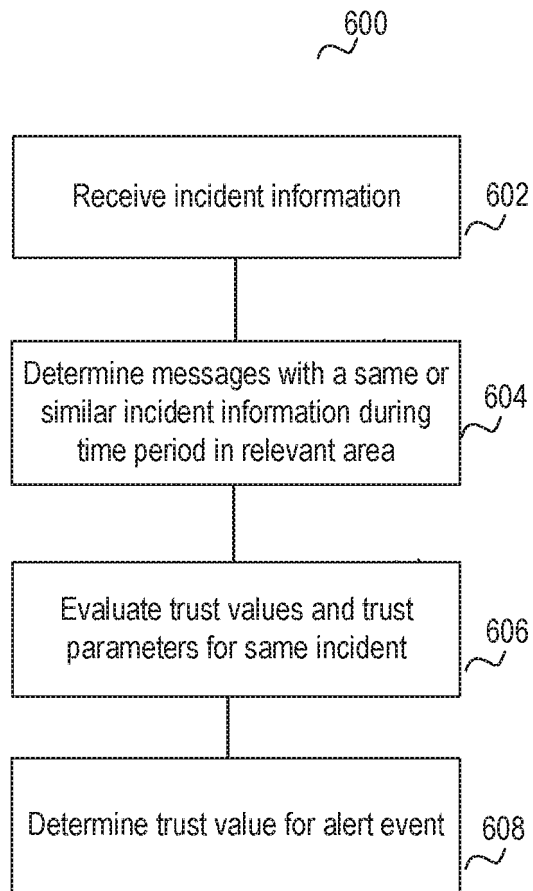 600
Receive incident information
602
Determine messages with a same or
similar incident information during
time period in relevant area
604
Evaluate trust values and trust
parameters for same incident
606
Determine trust value for alert event
608